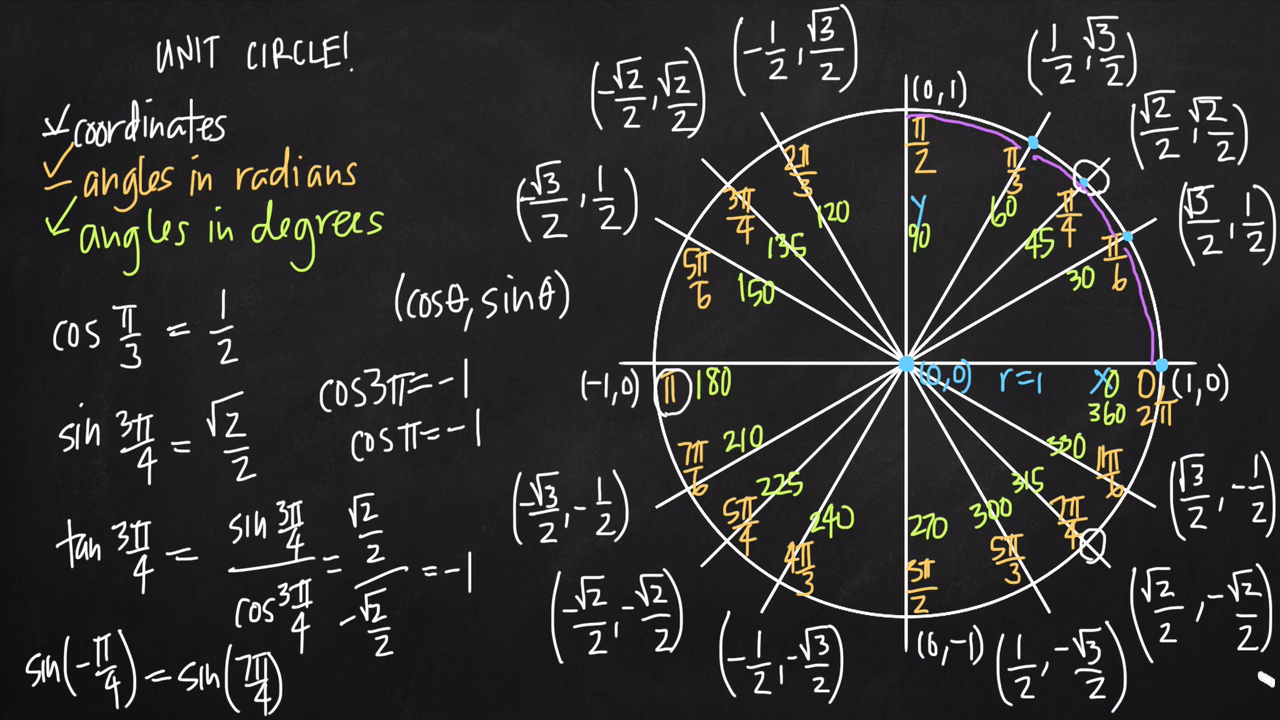 UNIT CIRCLE!
coordinates
angles in radians
angles in degrees
(cosθ, sinθ)
cos π/3 = 1/2
cos3π=-1
cosπ=-1
sin 3π/4 = √2/2
tan 3π/4 = (sin 3π/4)/(cos 3π/4) = (√2/2)/(-√2/2) = -1
sin(-π/4) = sin(7π/4)
(0,1)
π/2
Y
90
(1/2, √3/2)
π/3
60
(√2/2, √2/2)
π/4
45
(√3/2, 1/2)
π/6
30
(-1/2, √3/2)
2π/3
120
(-√2/2, √2/2)
3π/4
135
(-√3/2, 1/2)
5π/6
150
(-1,0)
π
180
(0,0)
r=1
X
0
0
(1,0)
360
2π
(-√3/2, -1/2)
7π/6
210
(-√2/2, -√2/2)
5π/4
225
(-1/2, -√3/2)
4π/3
240
270
3π/2
(0,-1)
300
5π/3
(1/2, -√3/2)
315
7π/4
(√2/2, -√2/2)
11π/6
(√3/2, -1/2)